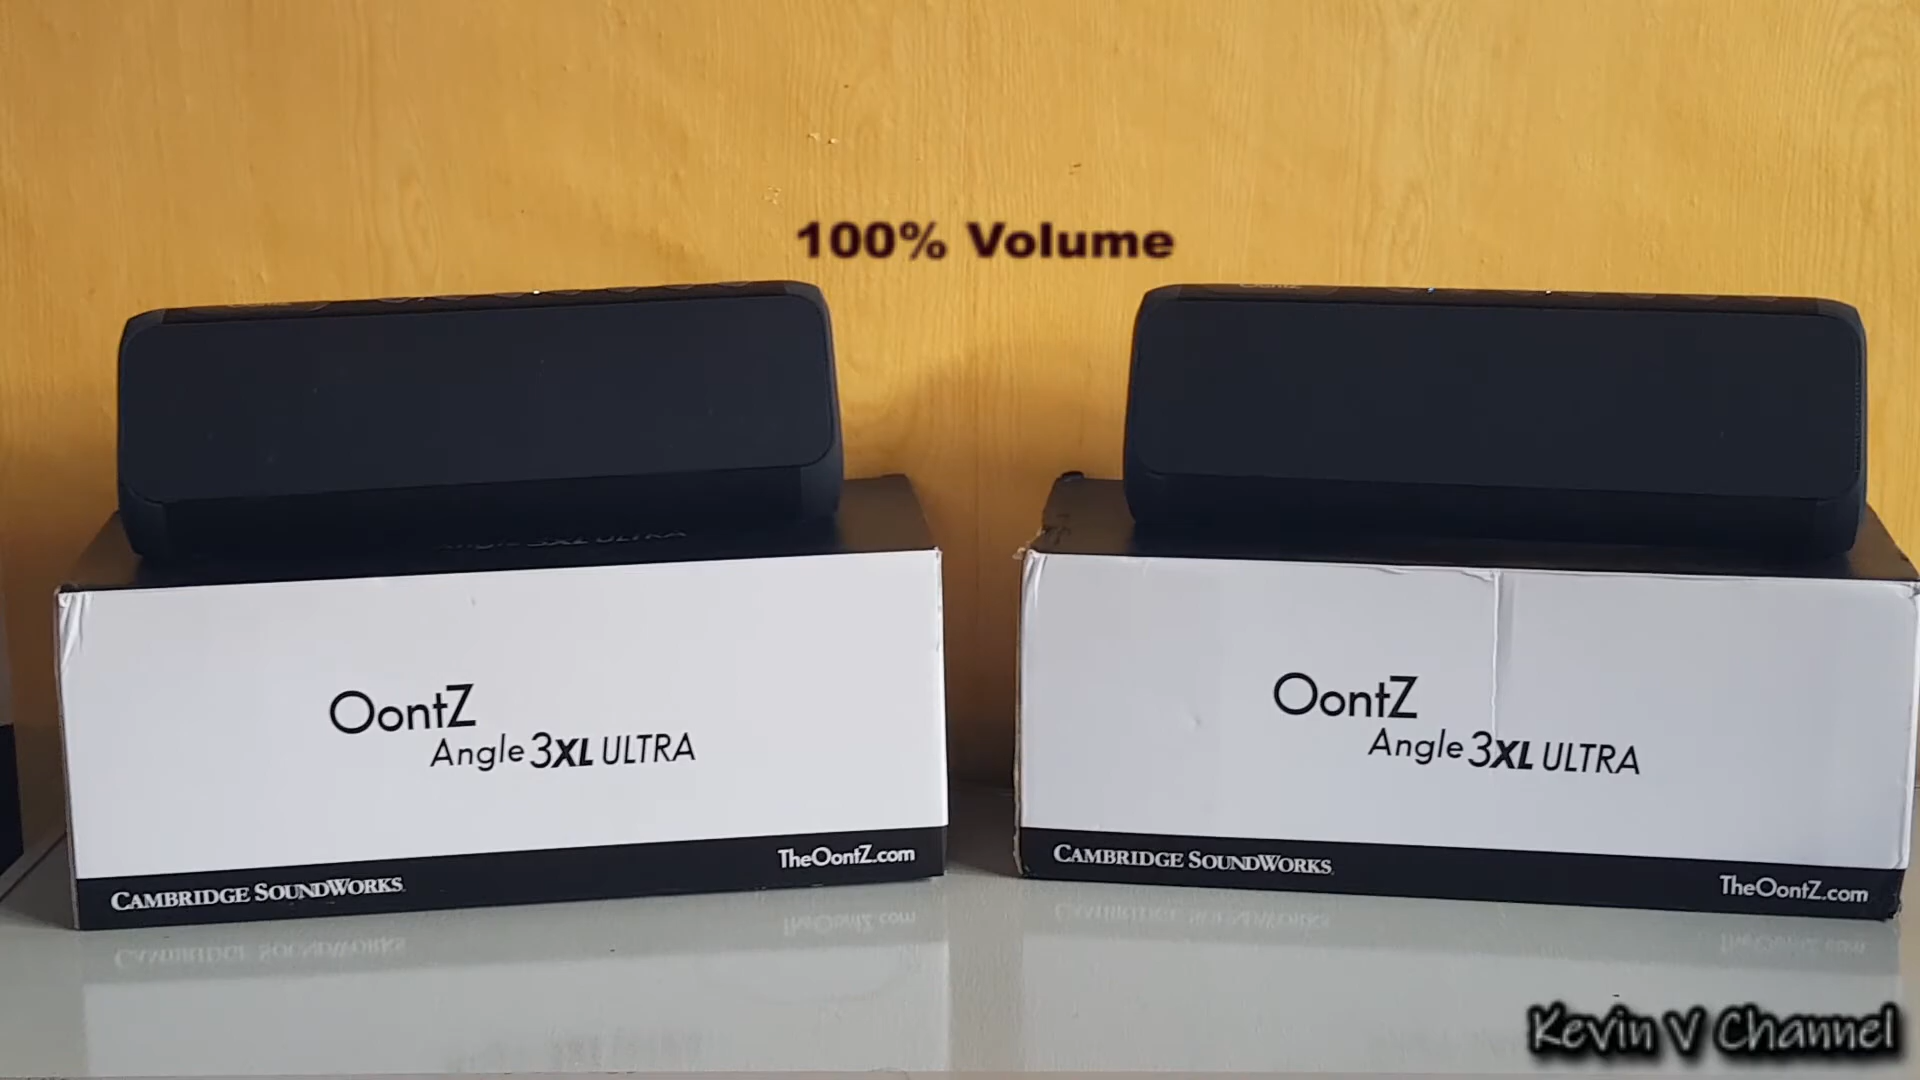 100% Volume
OontZ
Angle 3XL ULTRA
CAMBRIDGE SOUNDWORKS
TheOontZ.com
OontZ
Angle 3XL ULTRA
CAMBRIDGE SOUNDWORKS
TheOontZ.com
Kevin V Channel